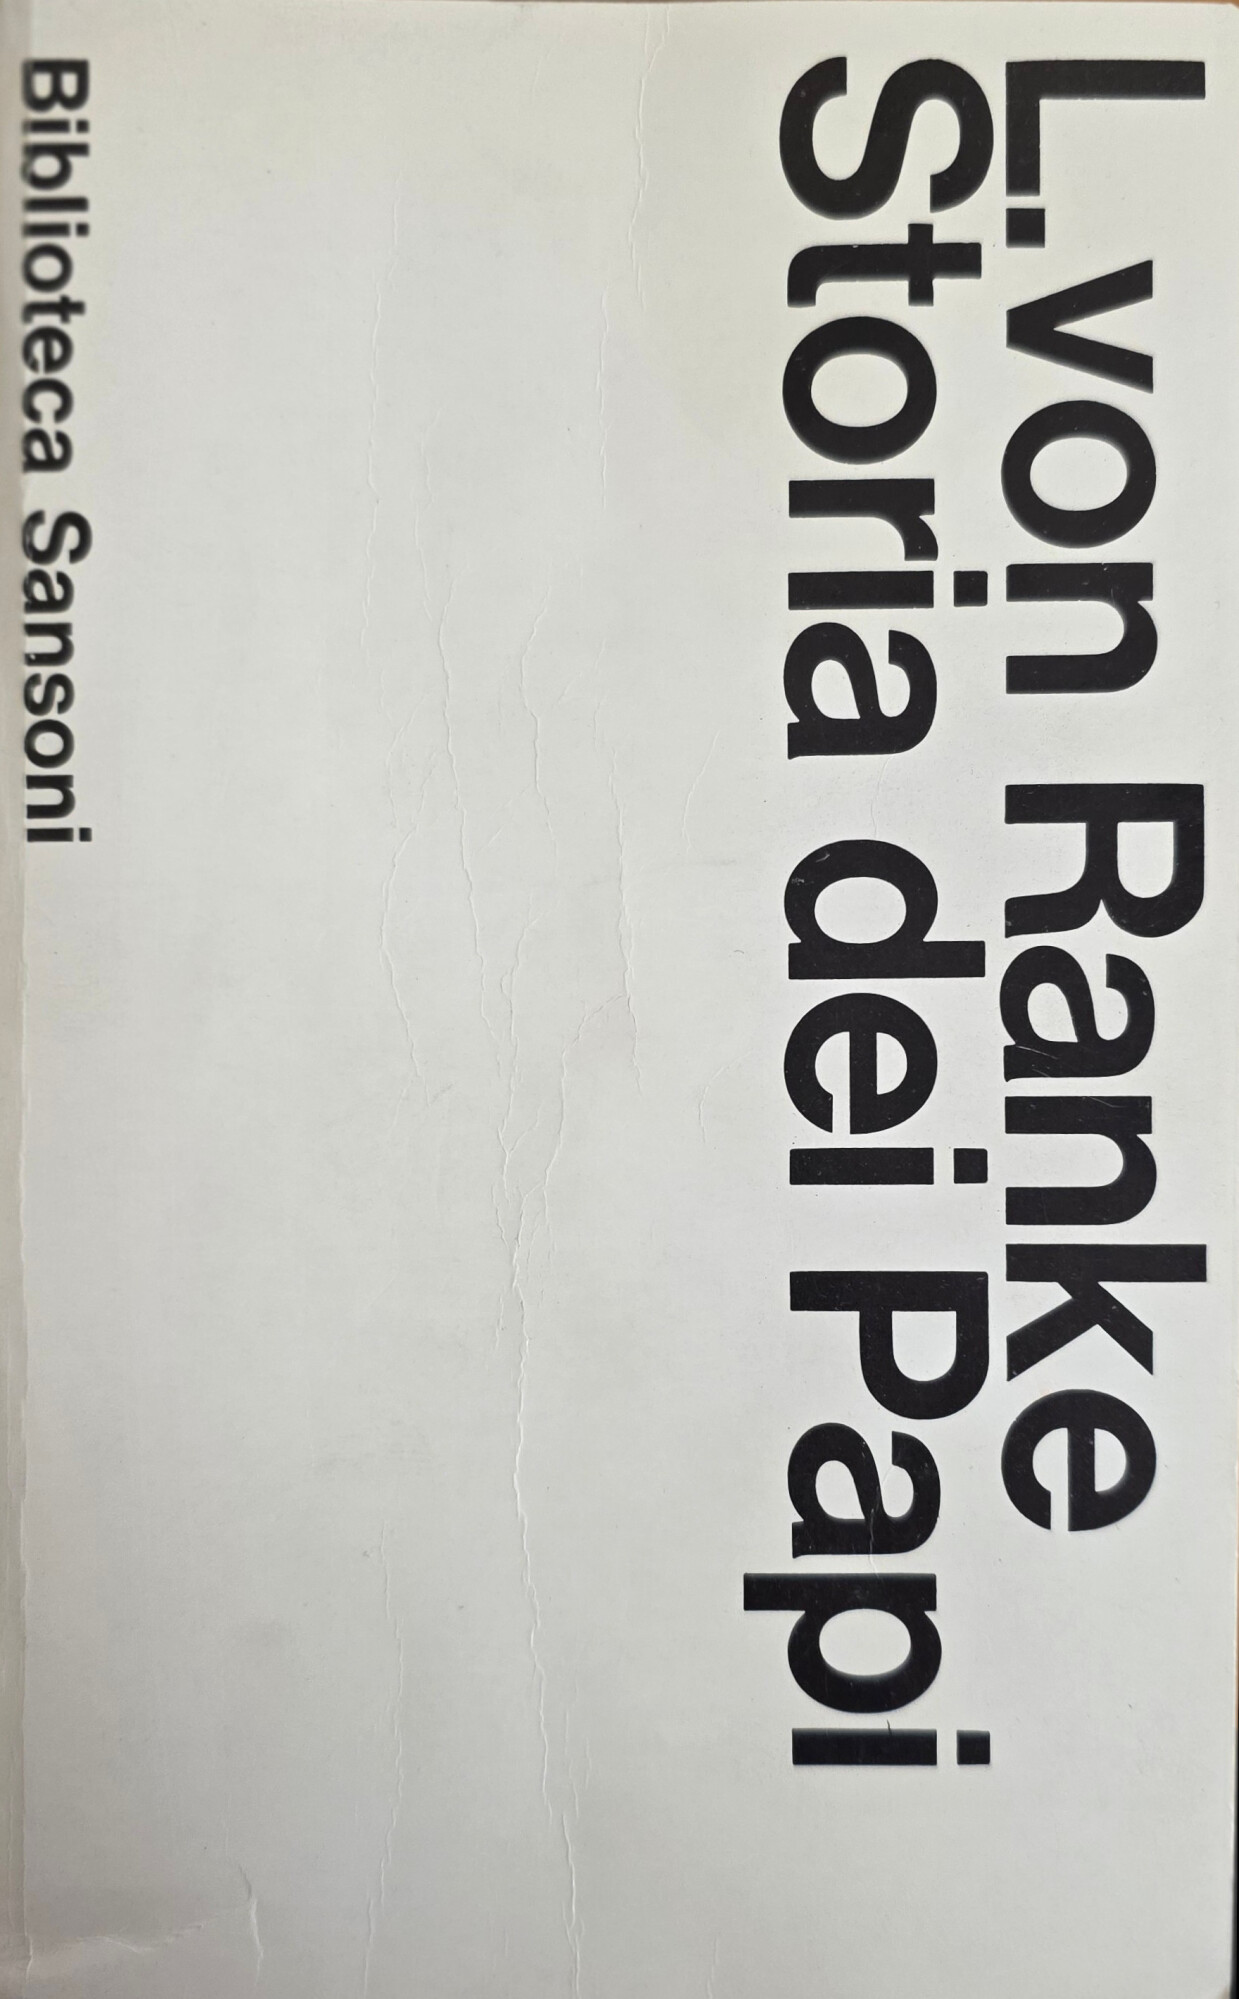 L. von Ranke
Storia dei Papi
Biblioteca Sansoni